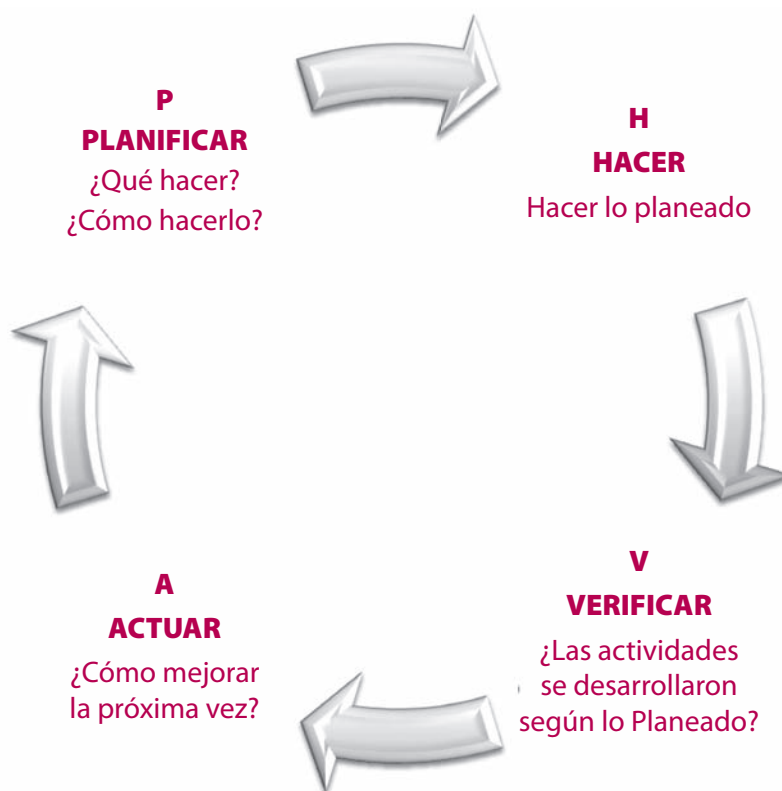 P
PLANIFICAR
¿Qué hacer?
¿Cómo hacerlo?
H
HACER
Hacer lo planeado
V
VERIFICAR
¿Las actividades
se desarrollaron
según lo Planeado?
A
ACTUAR
¿Cómo mejorar
la próxima vez?